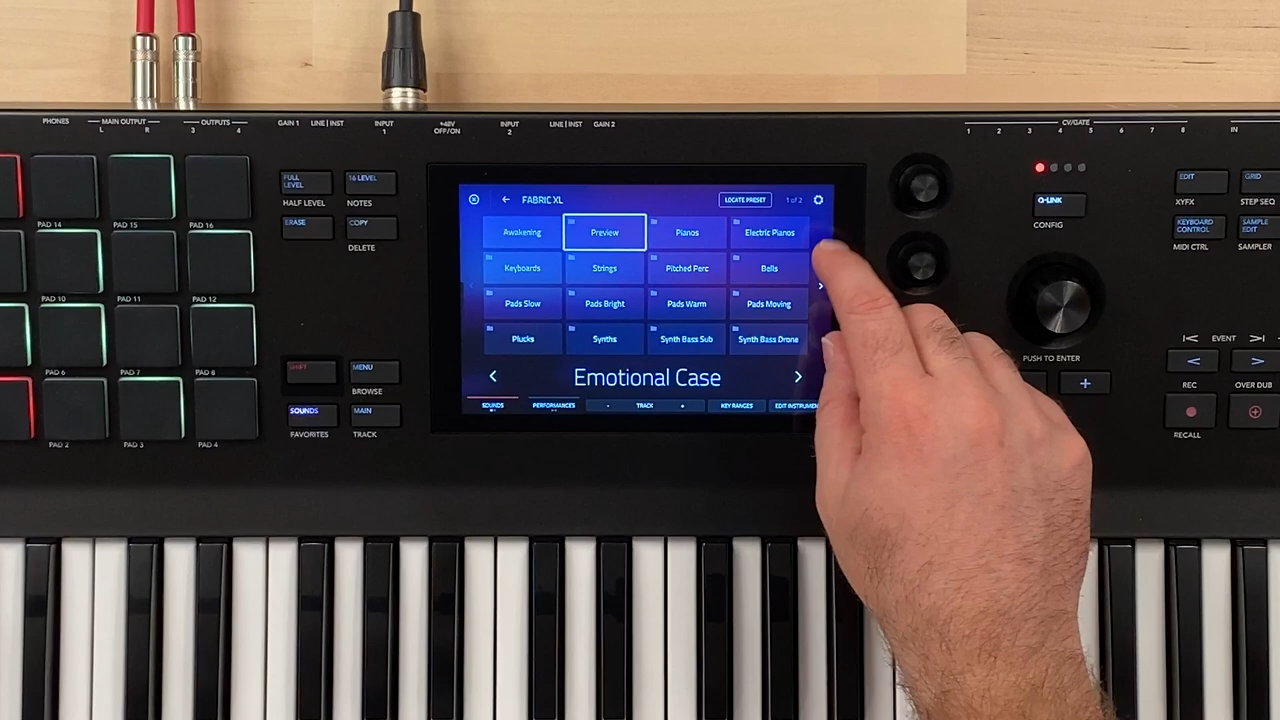 PHONES
MAIN OUTPUT
L R
OUTPUTS
3 4
GAIN 1
LINE | INST
INPUT
1
+48V
OFF/ON
INPUT
2
LINE | INST
GAIN 2
CV/GATE
1 2 3 4 5 6 7 8
IN
PAD 14 PAD 15 PAD 16
PAD 10 PAD 11 PAD 12
PAD 6 PAD 7 PAD 8
PAD 2 PAD 3 PAD 4
FULL
LEVEL
HALF LEVEL
16 LEVEL
NOTES
ERASE
COPY
DELETE
SHIFT
MENU
BROWSE
SOUNDS
FAVORITES
MAIN
TRACK
FABRIC XL
LOCATE PRESET
1 of 2
Awakening Preview Pianos Electric Pianos
Keyboards Strings Pitched Perc Bells
Pads Slow Pads Bright Pads Warm Pads Moving
Plucks Synths Synth Bass Sub Synth Bass Drone
< Emotional Case >
SOUNDS PERFORMANCES - TRACK + KEY RANGES
Q-LINK
CONFIG
EDIT
XYFX
GRID
STEP SEQ
KEYBOARD
CONTROL
MIDI CTRL
SAMPLE
EDIT
SAMPLER
PUSH TO ENTER
+
EVENT
< >
REC
OVER DUB
RECALL